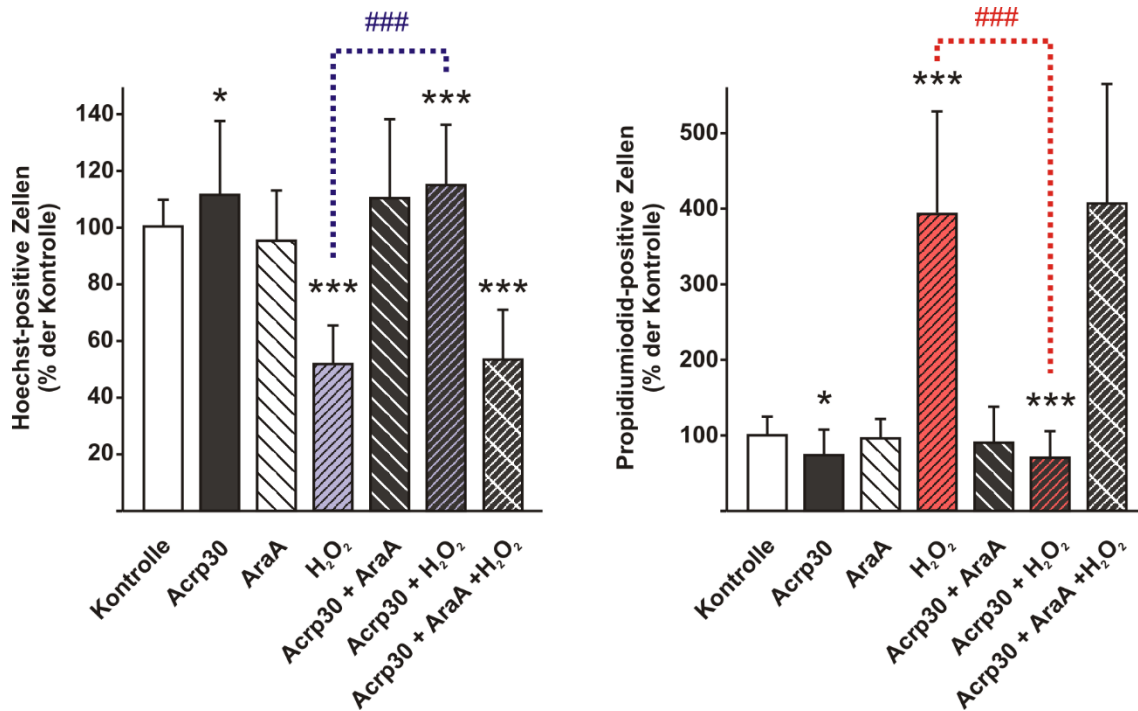 ###
Hoechst-positive Zellen
(% der Kontrolle)
140
120
100
80
60
40
20
*
***
***
***
Kontrolle
Acrp30
AraA
H₂O₂
Acrp30 + AraA
Acrp30 + H₂O₂
Acrp30 + AraA +H₂O₂
###
Propidiumiodid-positive Zellen
(% der Kontrolle)
500
400
300
200
100
*
***
***
Kontrolle
Acrp30
AraA
H₂O₂
Acrp30 + AraA
Acrp30 + H₂O₂
Acrp30 + AraA +H₂O₂